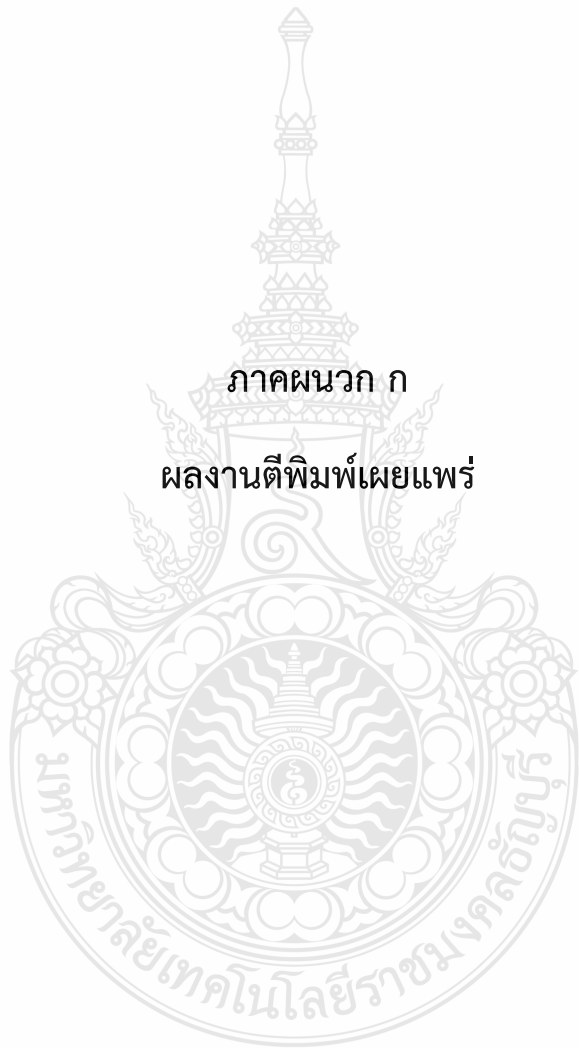 ภาคผนวก ก
ผลงานตีพิมพ์เผยแพร่
มหาวิทยาลัยเทคโนโลยีราชมงคลธัญบุรี